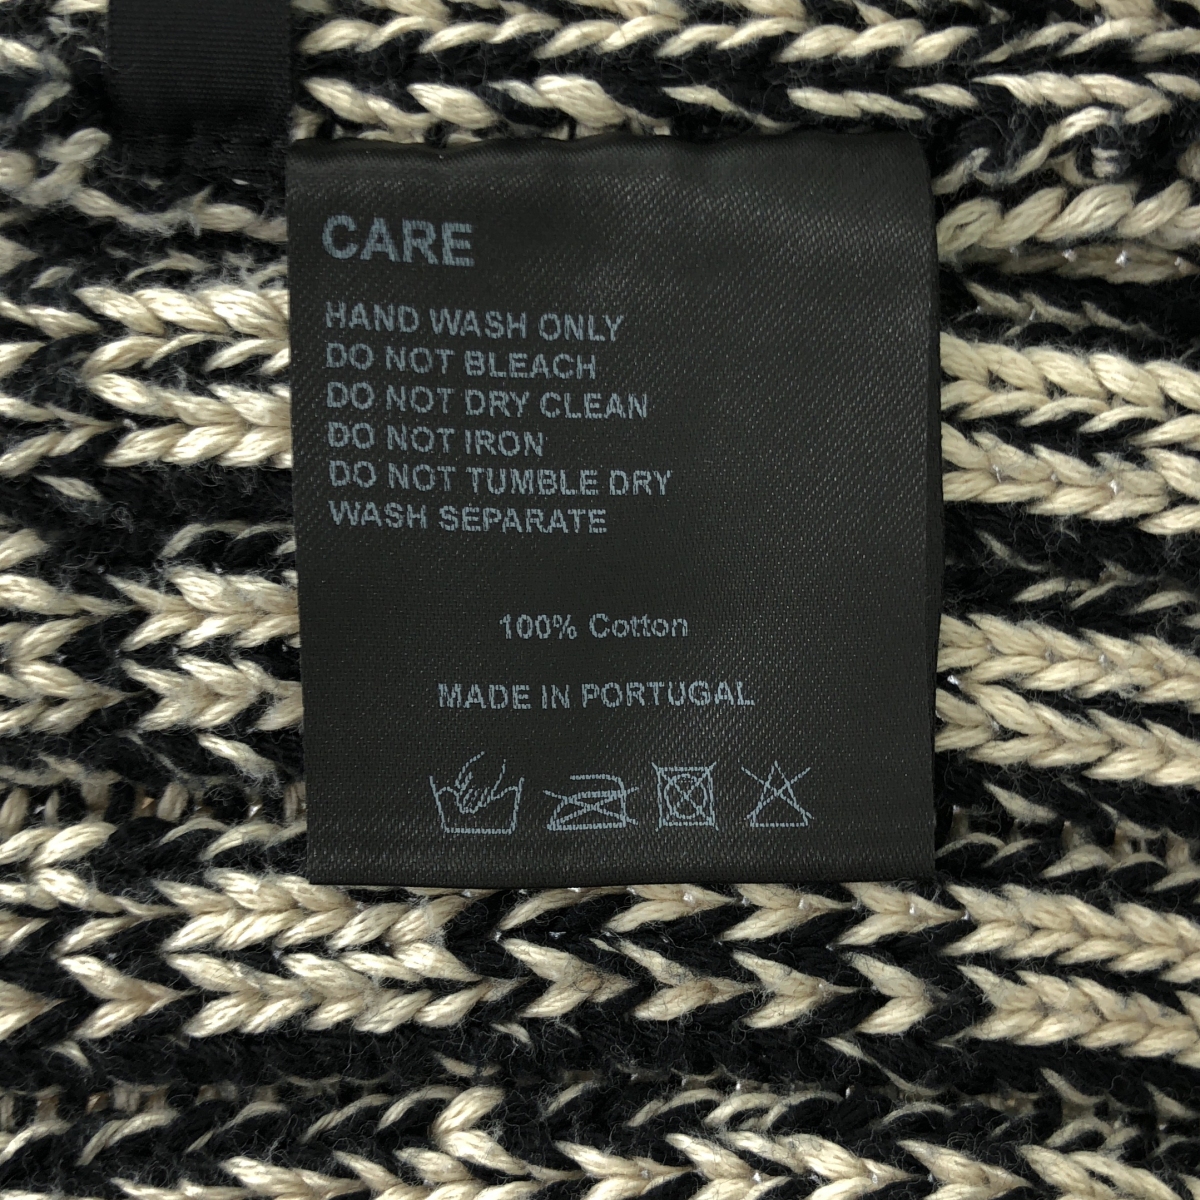 CARE
HAND WASH ONLY
DO NOT BLEACH
DO NOT DRY CLEAN
DO NOT IRON
DO NOT TUMBLE DRY
WASH SEPARATE
100% Cotton
MADE IN PORTUGAL